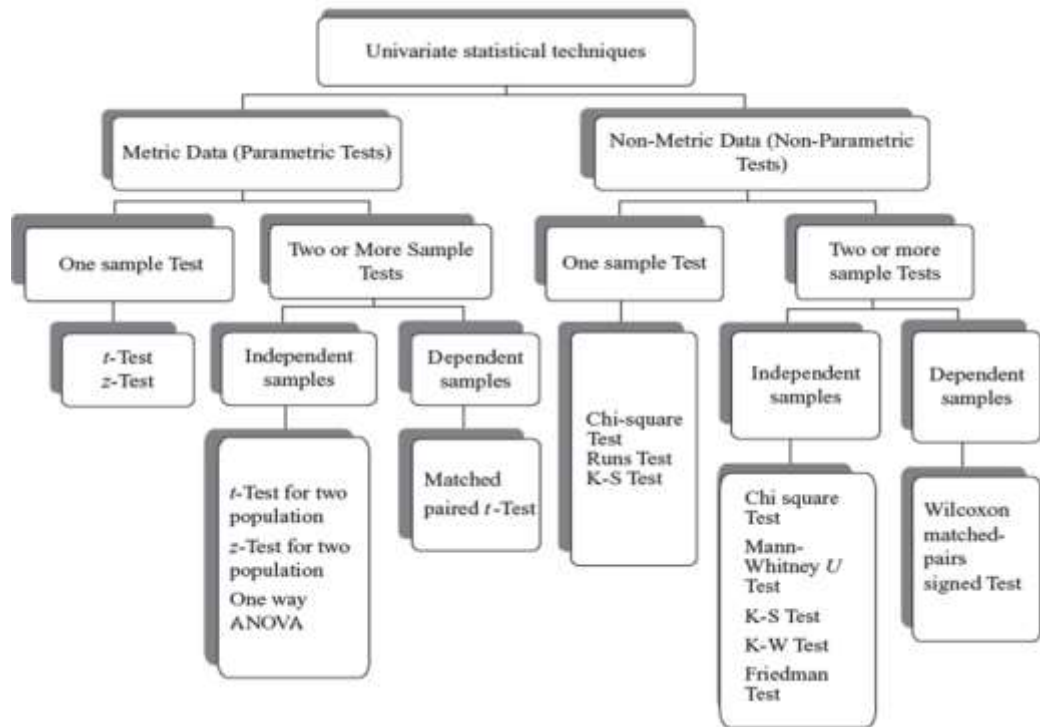 Univariate statistical techniques
Metric Data (Parametric Tests)
Non-Metric Data (Non-Parametric
Tests)
One sample Test
Two or More Sample
Tests
One sample Test
Two or more
sample Tests
t-Test
z-Test
Independent
samples
Dependent
samples
Chi-square
Test
Runs Test
K-S Test
Independent
samples
Dependent
samples
t-Test for two
population
z-Test for two
population
One way
ANOVA
Matched
paired t-Test
Chi square
Test
Mann-
Whitney U
Test
K-S Test
K-W Test
Friedman
Test
Wilcoxon
matched-
pairs
signed Test